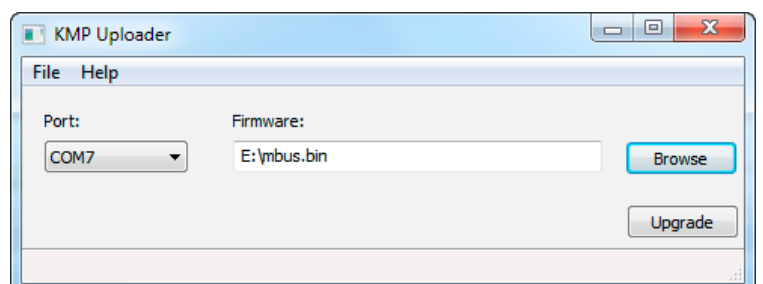 KMP Uploader
File Help
Port: Firmware:
COM7 E:\mbus.bin Browse
Upgrade